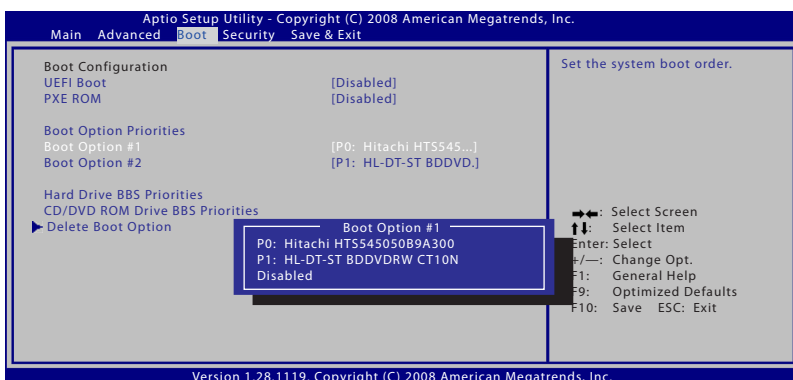 Aptio Setup Utility - Copyright (C) 2008 American Megatrends, Inc.
Main Advanced Boot Security Save & Exit
Boot Configuration
UEFI Boot [Disabled]
PXE ROM [Disabled]
Boot Option Priorities
Boot Option #1 [P0: Hitachi HTS545...]
Boot Option #2 [P1: HL-DT-ST BDDVD.]
Hard Drive BBS Priorities
CD/DVD ROM Drive BBS Priorities
Delete Boot Option
Boot Option #1
P0: Hitachi HTS545050B9A300
P1: HL-DT-ST BDDVDRW CT10N
Disabled
Set the system boot order.
→←: Select Screen
↑↓: Select Item
Enter: Select
+/—: Change Opt.
F1: General Help
F9: Optimized Defaults
F10: Save ESC: Exit
Version 1.28.1119. Copyright (C) 2008 American Megatrends, Inc.